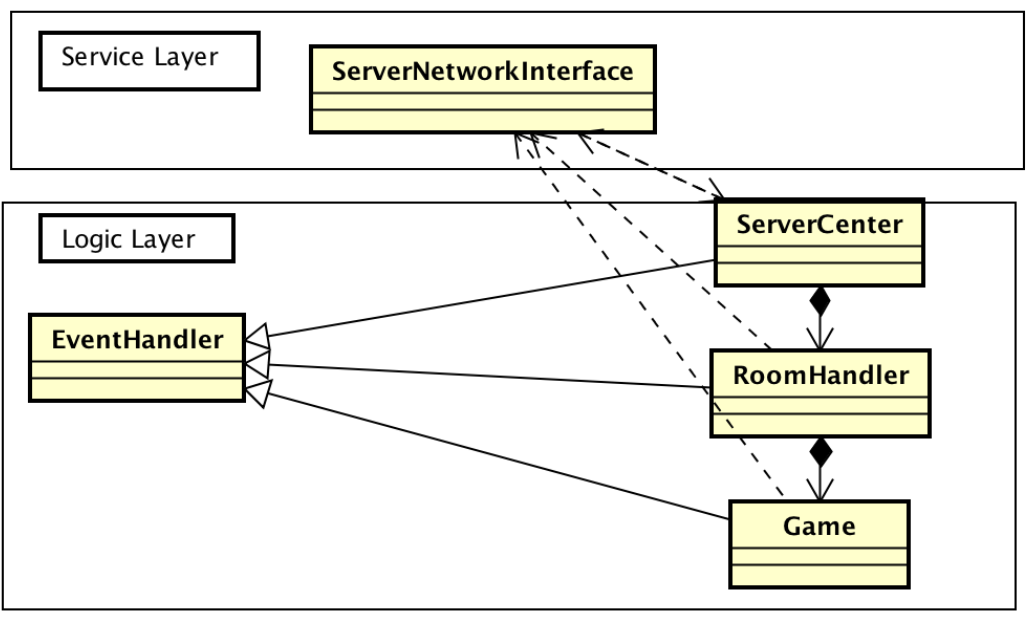 Service Layer
ServerNetworkInterface
Logic Layer
ServerCenter
EventHandler
RoomHandler
Game